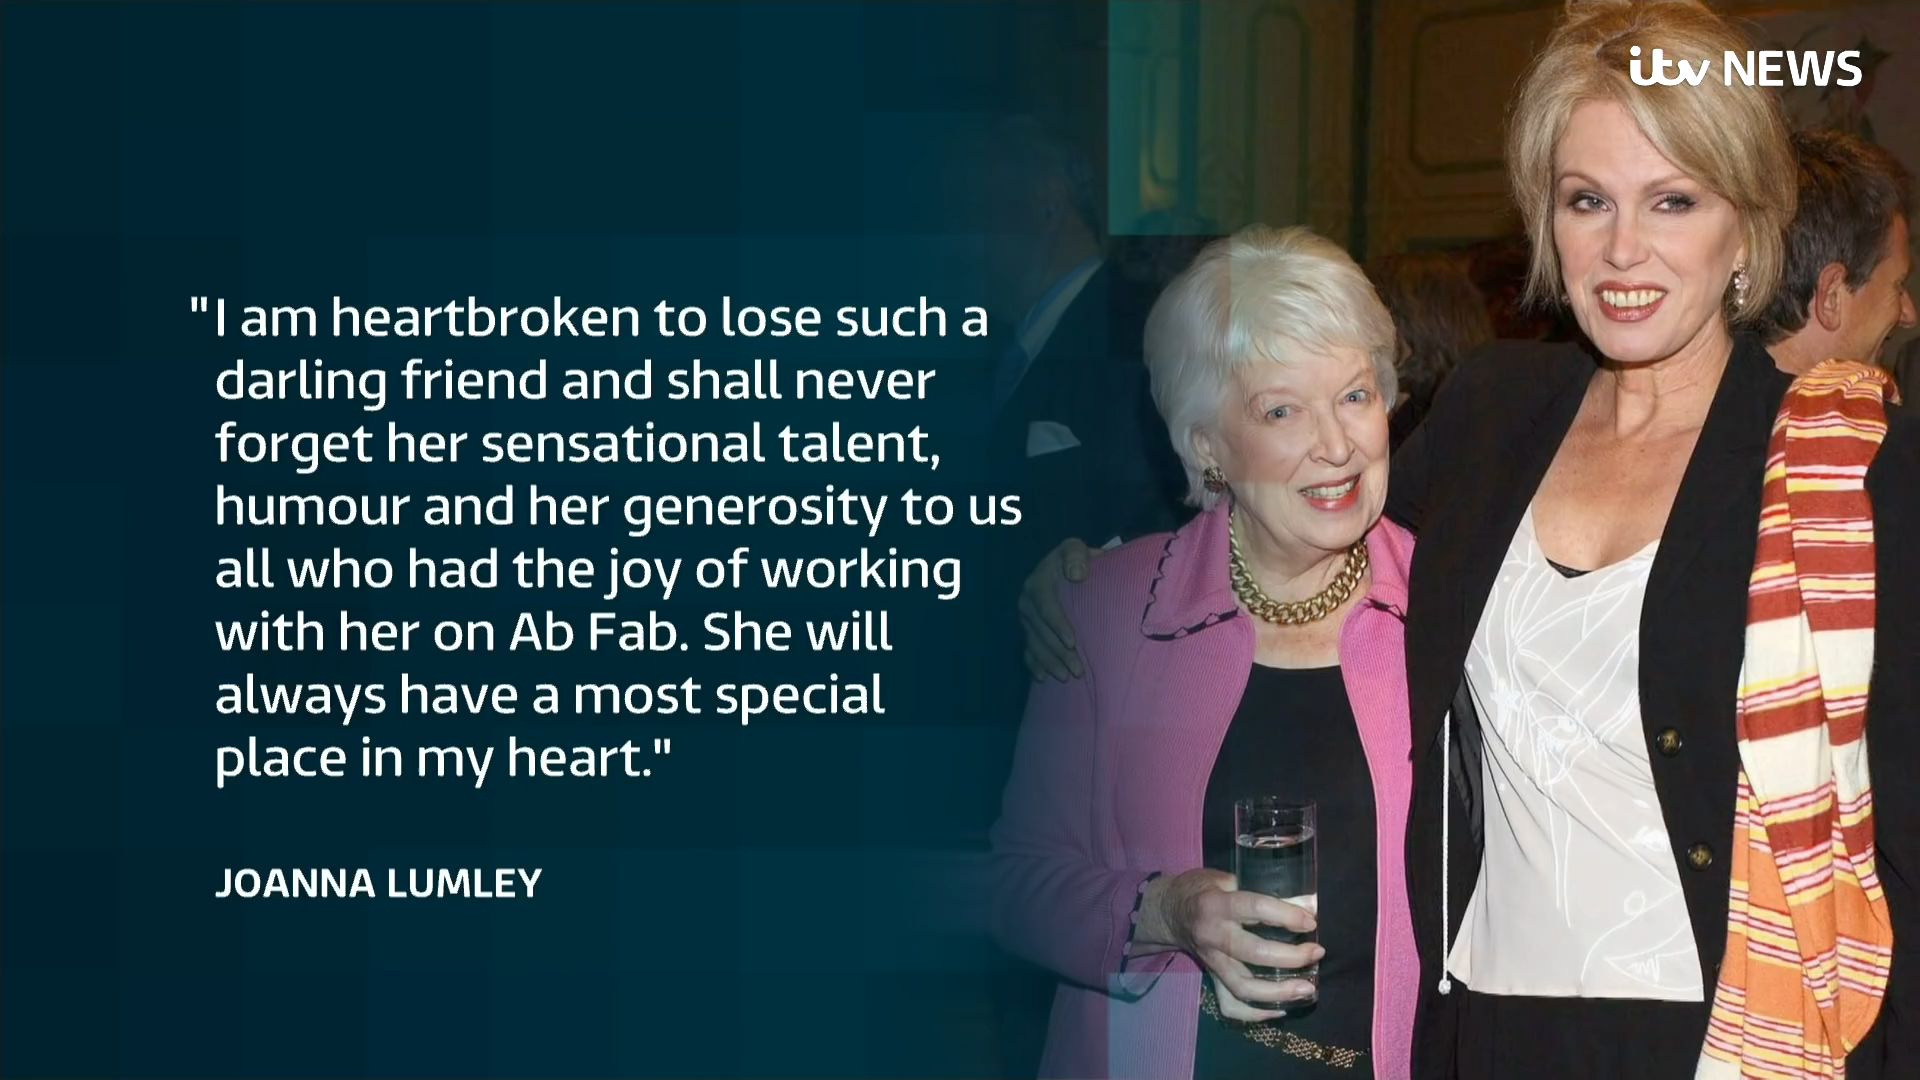 itv NEWS
"I am heartbroken to lose such a
darling friend and shall never
forget her sensational talent,
humour and her generosity to us
all who had the joy of working
with her on Ab Fab. She will
always have a most special
place in my heart."
JOANNA LUMLEY